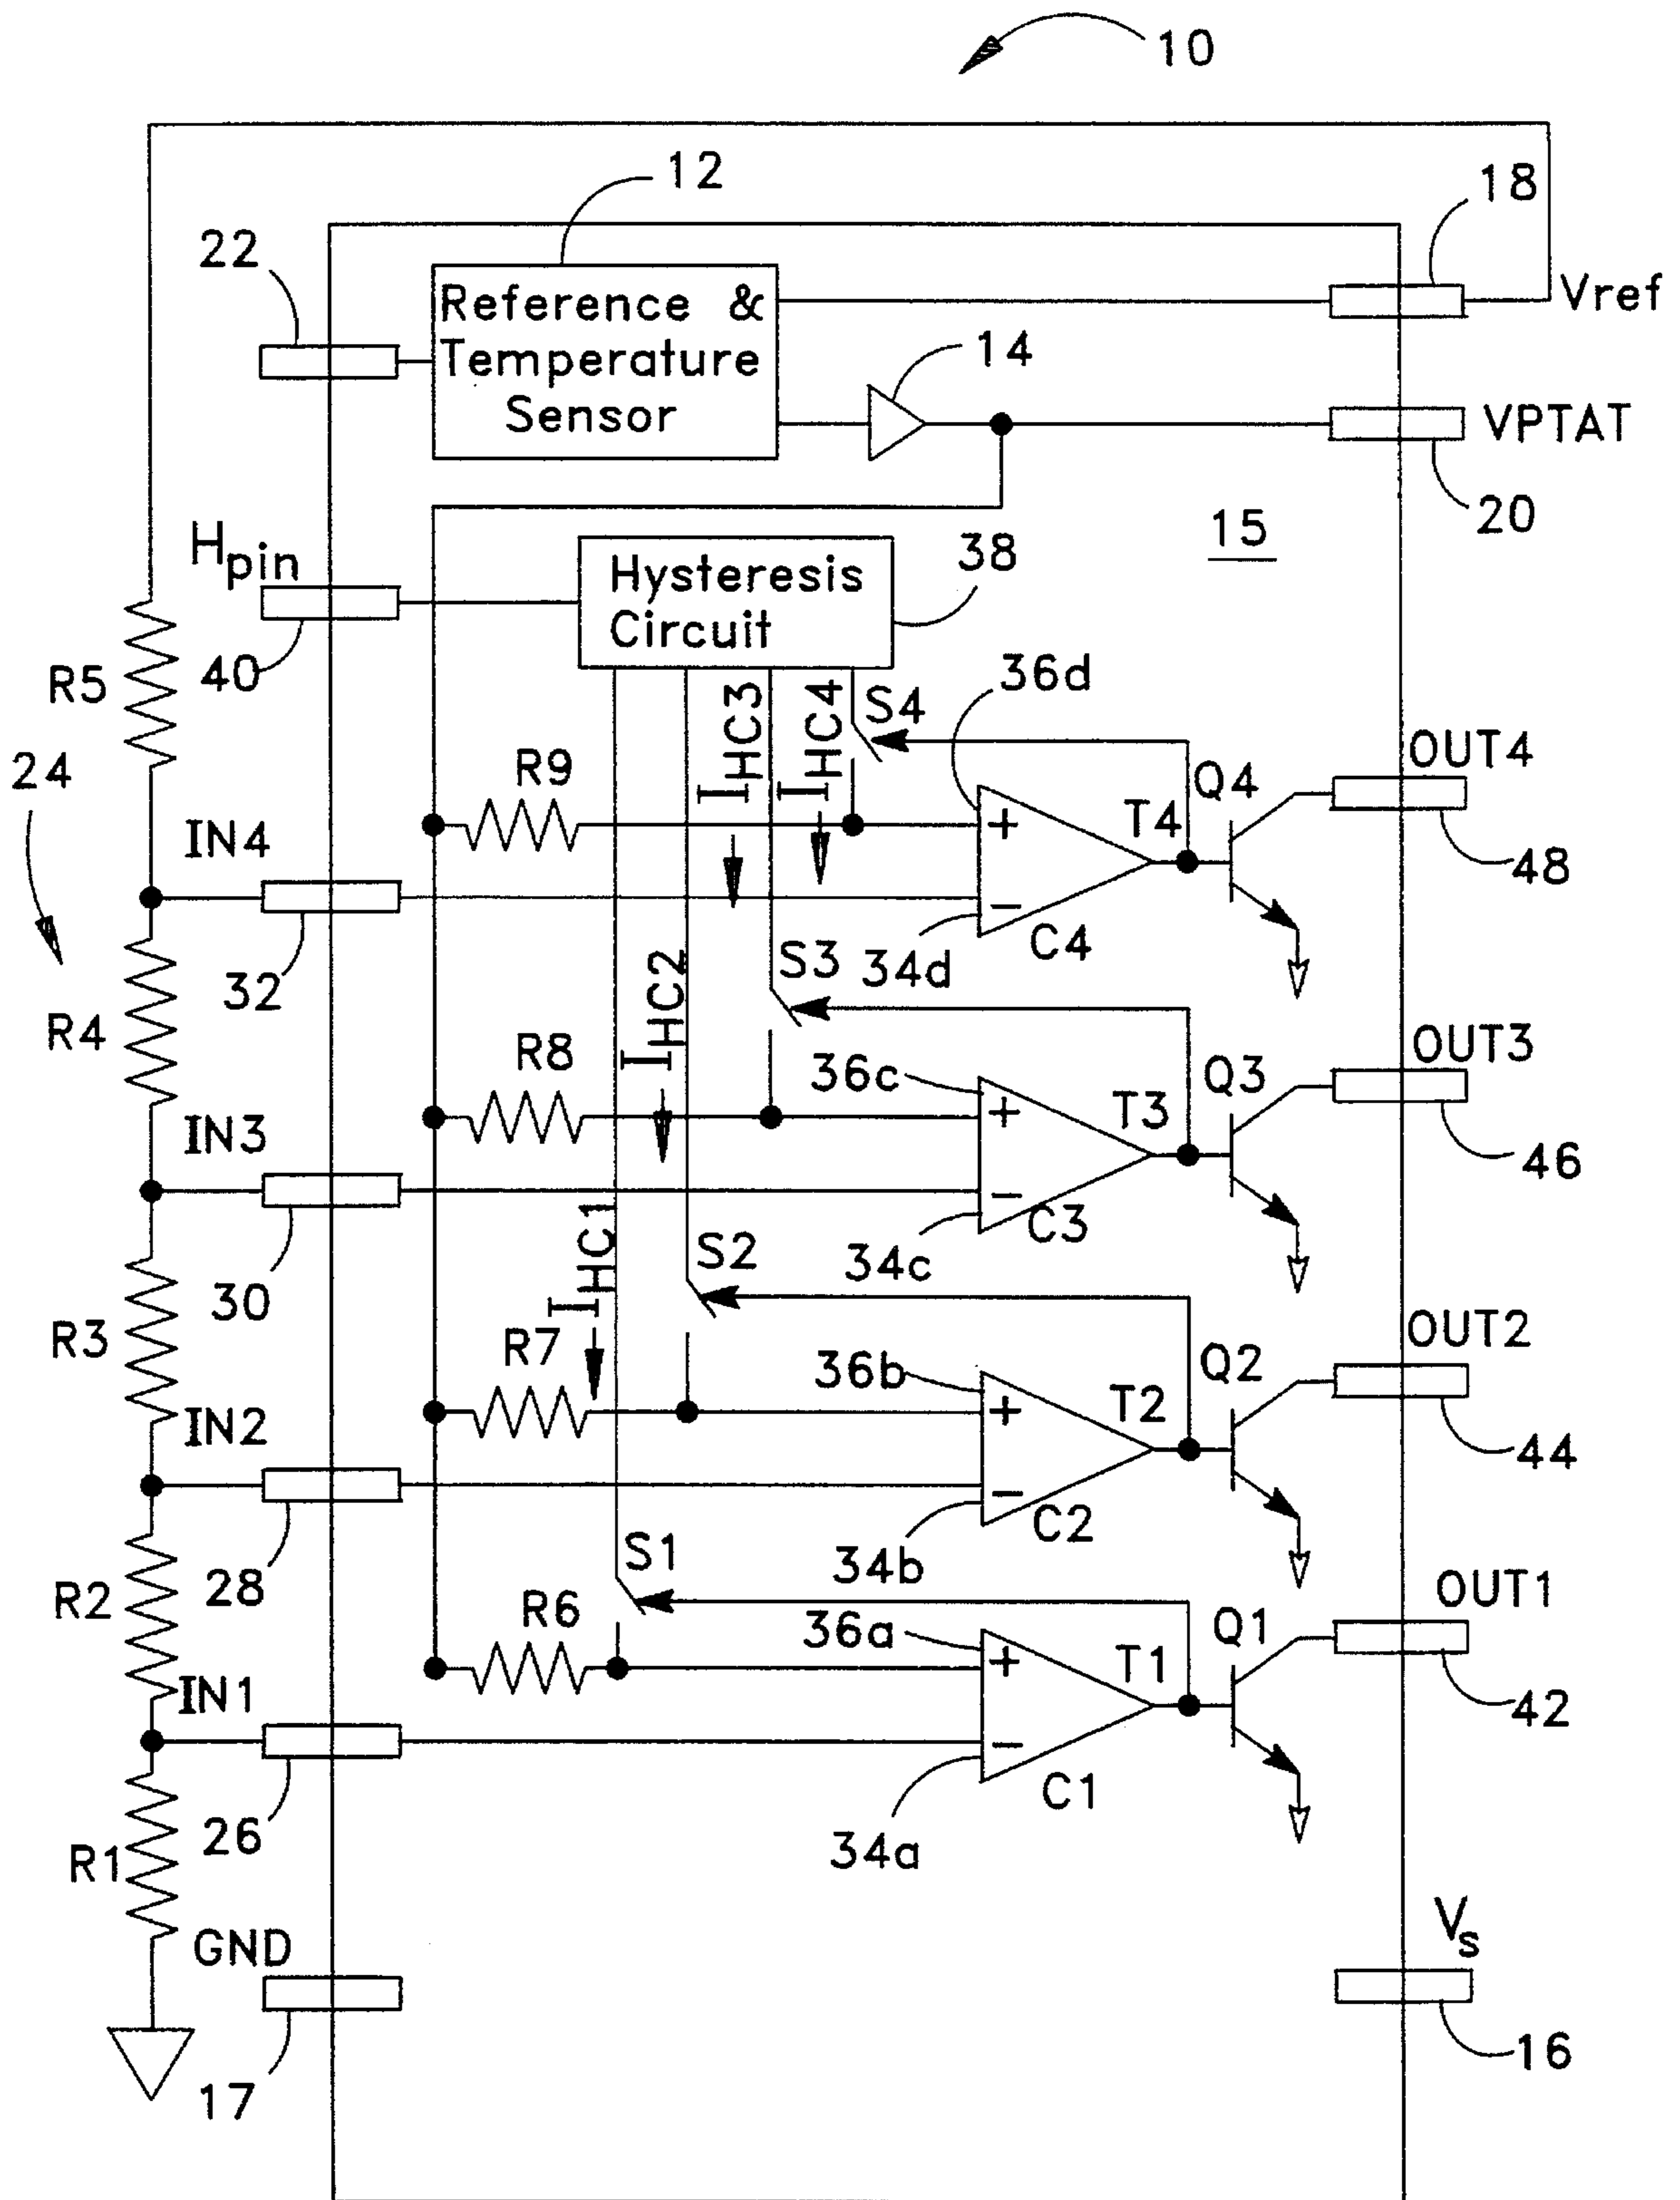 10
12
18
22
Reference &
Temperature
Sensor
Vref
14
VPTAT
20
15
Hpin
Hysteresis
Circuit
38
40
R5
IHC3
IHC4
S4
36d
24
R9
T4
Q4
OUT4
IN4
+
−
48
C4
32
34d
S3
R4
IHC2
R8
36c
T3
Q3
OUT3
IN3
+
−
46
C3
30
34c
IHC1
S2
R3
R7
36b
T2
Q2
OUT2
IN2
+
−
44
C2
28
34b
S1
R2
R6
36a
T1
Q1
OUT1
IN1
+
−
42
C1
26
34a
R1
GND
Vs
17
16